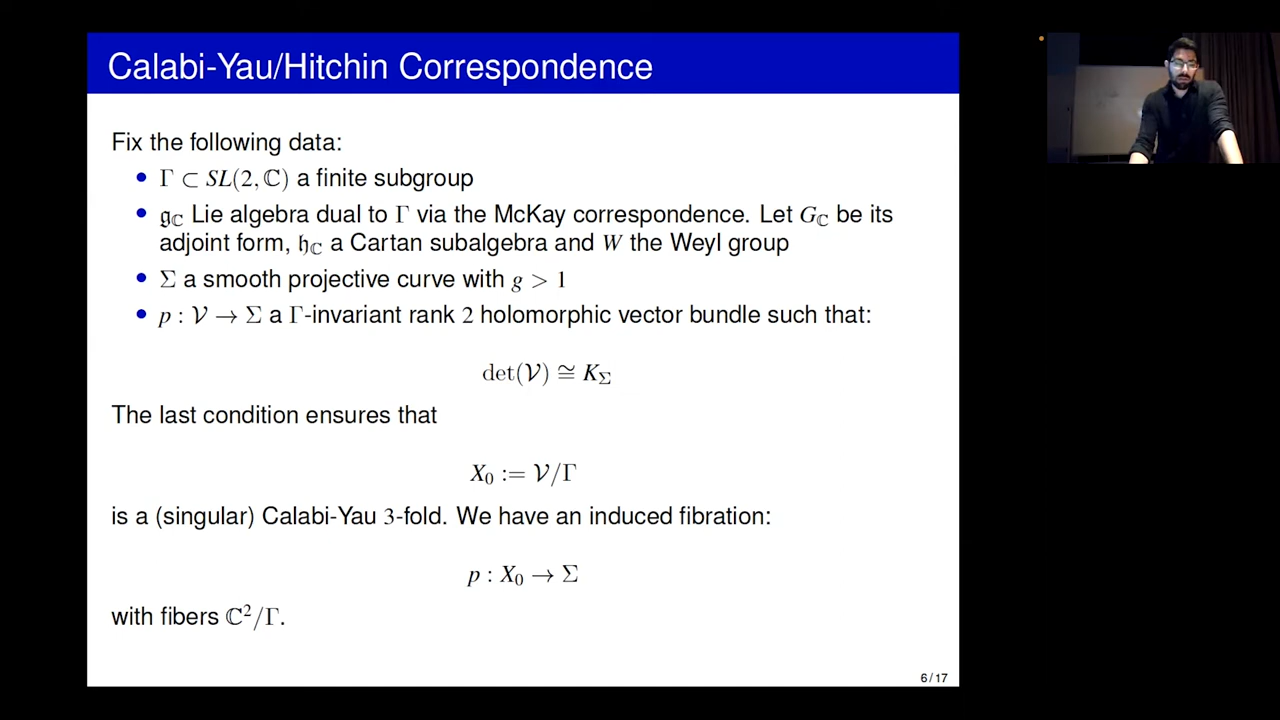 Calabi-Yau/Hitchin Correspondence
Fix the following data:
• Γ ⊂ SL(2, ℂ) a finite subgroup
• 𝔤_ℂ Lie algebra dual to Γ via the McKay correspondence. Let G_ℂ be its
adjoint form, 𝔥_ℂ a Cartan subalgebra and W the Weyl group
• Σ a smooth projective curve with g > 1
• p : 𝒱 → Σ a Γ-invariant rank 2 holomorphic vector bundle such that:
det(𝒱) ≅ K_Σ
The last condition ensures that
X₀ := 𝒱/Γ
is a (singular) Calabi-Yau 3-fold. We have an induced fibration:
p : X₀ → Σ
with fibers ℂ²/Γ.
6 / 17